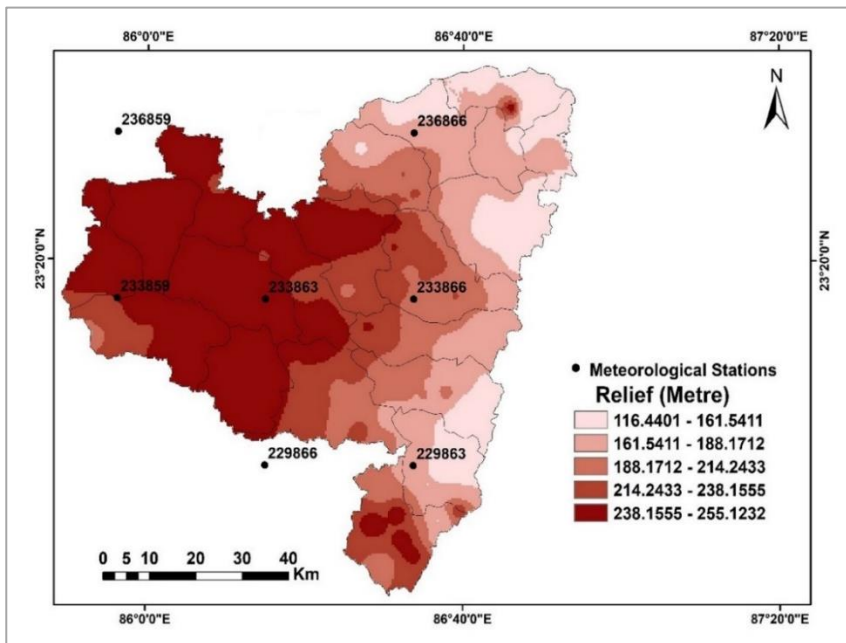 86°0'0"E 86°40'0"E 87°20'0"E
N
236859
236866
23°20'0"N
23°20'0"N
233859
233863
233866
Meteorological Stations
Relief (Metre)
116.4401 - 161.5411
161.5411 - 188.1712
188.1712 - 214.2433
214.2433 - 238.1555
238.1555 - 255.1232
229866
229863
0 5 10 20 30 40
Km
86°0'0"E 86°40'0"E 87°20'0"E